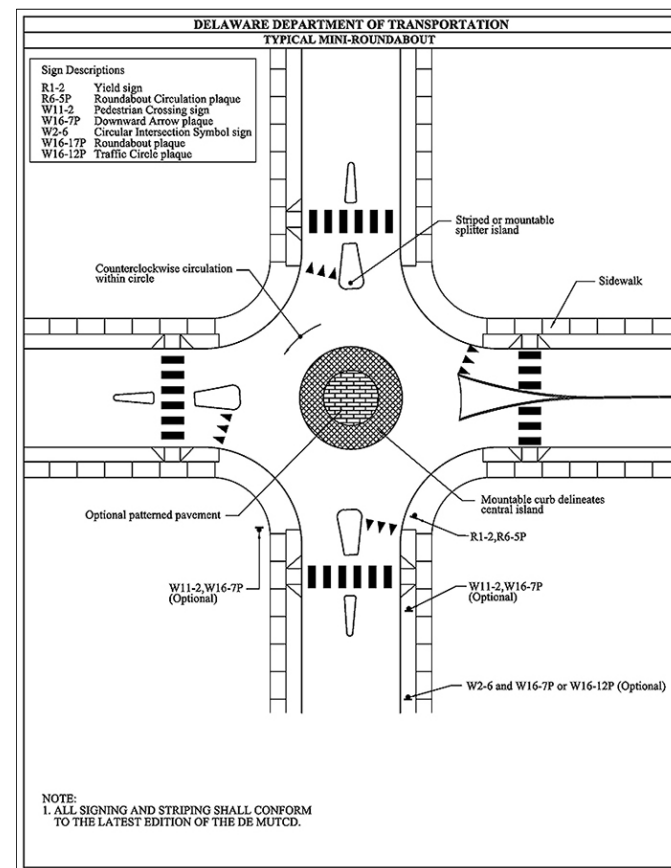 DELAWARE DEPARTMENT OF TRANSPORTATION
TYPICAL MINI-ROUNDABOUT
Sign Descriptions
R1-2 Yield sign
R6-5P Roundabout Circulation plaque
W11-2 Pedestrian Crossing sign
W16-7P Downward Arrow plaque
W2-6 Circular Intersection Symbol sign
W16-17P Roundabout plaque
W16-12P Traffic Circle plaque
Striped or mountable
splitter island
Counterclockwise circulation
within circle
Sidewalk
Optional patterned pavement
Mountable curb delineates
central island
R1-2,R6-5P
W11-2,W16-7P
(Optional)
W11-2,W16-7P
(Optional)
W2-6 and W16-7P or W16-12P (Optional)
NOTE:
1. ALL SIGNING AND STRIPING SHALL CONFORM
TO THE LATEST EDITION OF THE DE MUTCD.